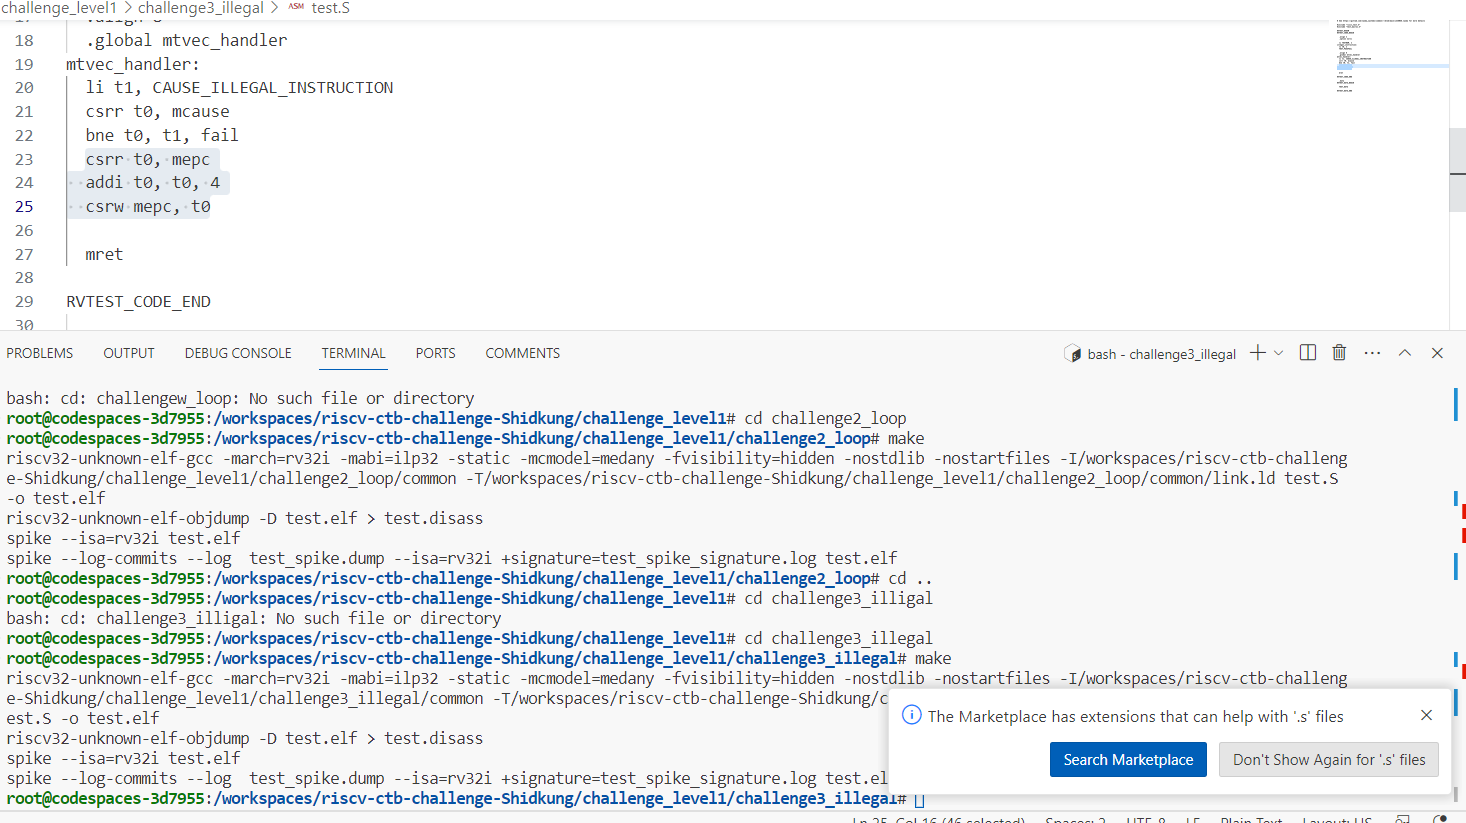 challenge_level1 > challenge3_illegal > ASM test.S
18 .global mtvec_handler
19 mtvec_handler:
20 li t1, CAUSE_ILLEGAL_INSTRUCTION
21 csrr t0, mcause
22 bne t0, t1, fail
23 csrr t0, mepc
24 addi t0, t0, 4
25 csrw mepc, t0
26
27 mret
28
29 RVTEST_CODE_END
30
PROBLEMS OUTPUT DEBUG CONSOLE TERMINAL PORTS COMMENTS bash - challenge3_illegal
bash: cd: challengew_loop: No such file or directory
root@codespaces-3d7955:/workspaces/riscv-ctb-challenge-Shidkung/challenge_level1# cd challenge2_loop
root@codespaces-3d7955:/workspaces/riscv-ctb-challenge-Shidkung/challenge_level1/challenge2_loop# make
riscv32-unknown-elf-gcc -march=rv32i -mabi=ilp32 -static -mcmodel=medany -fvisibility=hidden -nostdlib -nostartfiles -I/workspaces/riscv-ctb-challeng
e-Shidkung/challenge_level1/challenge2_loop/common -T/workspaces/riscv-ctb-challenge-Shidkung/challenge_level1/challenge2_loop/common/link.ld test.S
-o test.elf
riscv32-unknown-elf-objdump -D test.elf > test.disass
spike --isa=rv32i test.elf
spike --log-commits --log  test_spike.dump --isa=rv32i +signature=test_spike_signature.log test.elf
root@codespaces-3d7955:/workspaces/riscv-ctb-challenge-Shidkung/challenge_level1/challenge2_loop# cd ..
root@codespaces-3d7955:/workspaces/riscv-ctb-challenge-Shidkung/challenge_level1# cd challenge3_illigal
bash: cd: challenge3_illigal: No such file or directory
root@codespaces-3d7955:/workspaces/riscv-ctb-challenge-Shidkung/challenge_level1# cd challenge3_illegal
root@codespaces-3d7955:/workspaces/riscv-ctb-challenge-Shidkung/challenge_level1/challenge3_illegal# make
riscv32-unknown-elf-gcc -march=rv32i -mabi=ilp32 -static -mcmodel=medany -fvisibility=hidden -nostdlib -nostartfiles -I/workspaces/riscv-ctb-challeng
e-Shidkung/challenge_level1/challenge3_illegal/common -T/workspaces/riscv-ctb-challenge-Shidkung/c
est.S -o test.elf
riscv32-unknown-elf-objdump -D test.elf > test.disass
spike --isa=rv32i test.elf
spike --log-commits --log  test_spike.dump --isa=rv32i +signature=test_spike_signature.log test.el
root@codespaces-3d7955:/workspaces/riscv-ctb-challenge-Shidkung/challenge_level1/challenge3_illegal#
The Marketplace has extensions that can help with '.s' files
Search Marketplace Don't Show Again for '.s' files
Ln 25, Col 16 (46 selected) Spaces: 2 UTF-8 LF Plain Text Layout: US